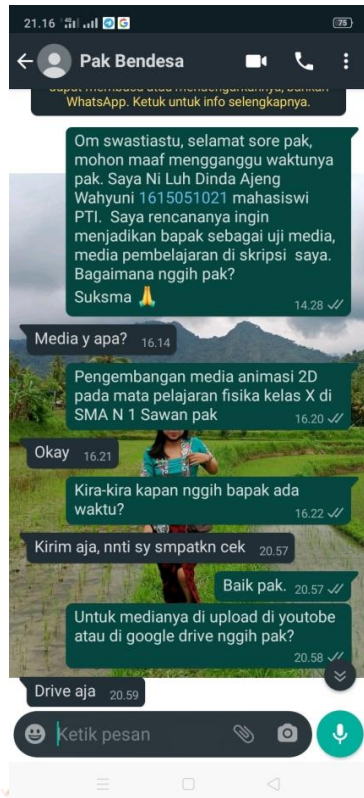 21.16
75
Pak Bendesa
WhatsApp. Ketuk untuk info selengkapnya.
Om swastiastu, selamat sore pak,
mohon maaf mengganggu waktunya
pak. Saya Ni Luh Dinda Ajeng
Wahyuni 1615051021 mahasiswi
PTI. Saya rencananya ingin
menjadikan bapak sebagai uji media,
media pembelajaran di skripsi saya.
Bagaimana nggih pak?
Suksma 🙏
14.28
Media y apa? 16.14
Pengembangan media animasi 2D
pada mata pelajaran fisika kelas X di
SMA N 1 Sawan pak
16.20
Okay 16.21
Kira-kira kapan nggih bapak ada
waktu?
16.22
Kirim aja, nnti sy smpatkn cek 20.57
Baik pak. 20.57
Untuk medianya di upload di youtobe
atau di google drive nggih pak?
20.58
Drive aja 20.59
Ketik pesan